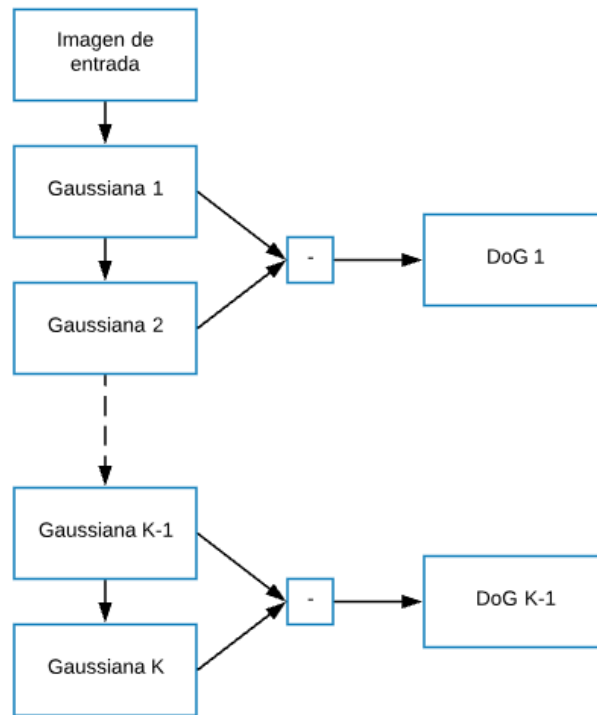 Imagen de
entrada
Gaussiana 1
-
DoG 1
Gaussiana 2
Gaussiana K-1
-
DoG K-1
Gaussiana K